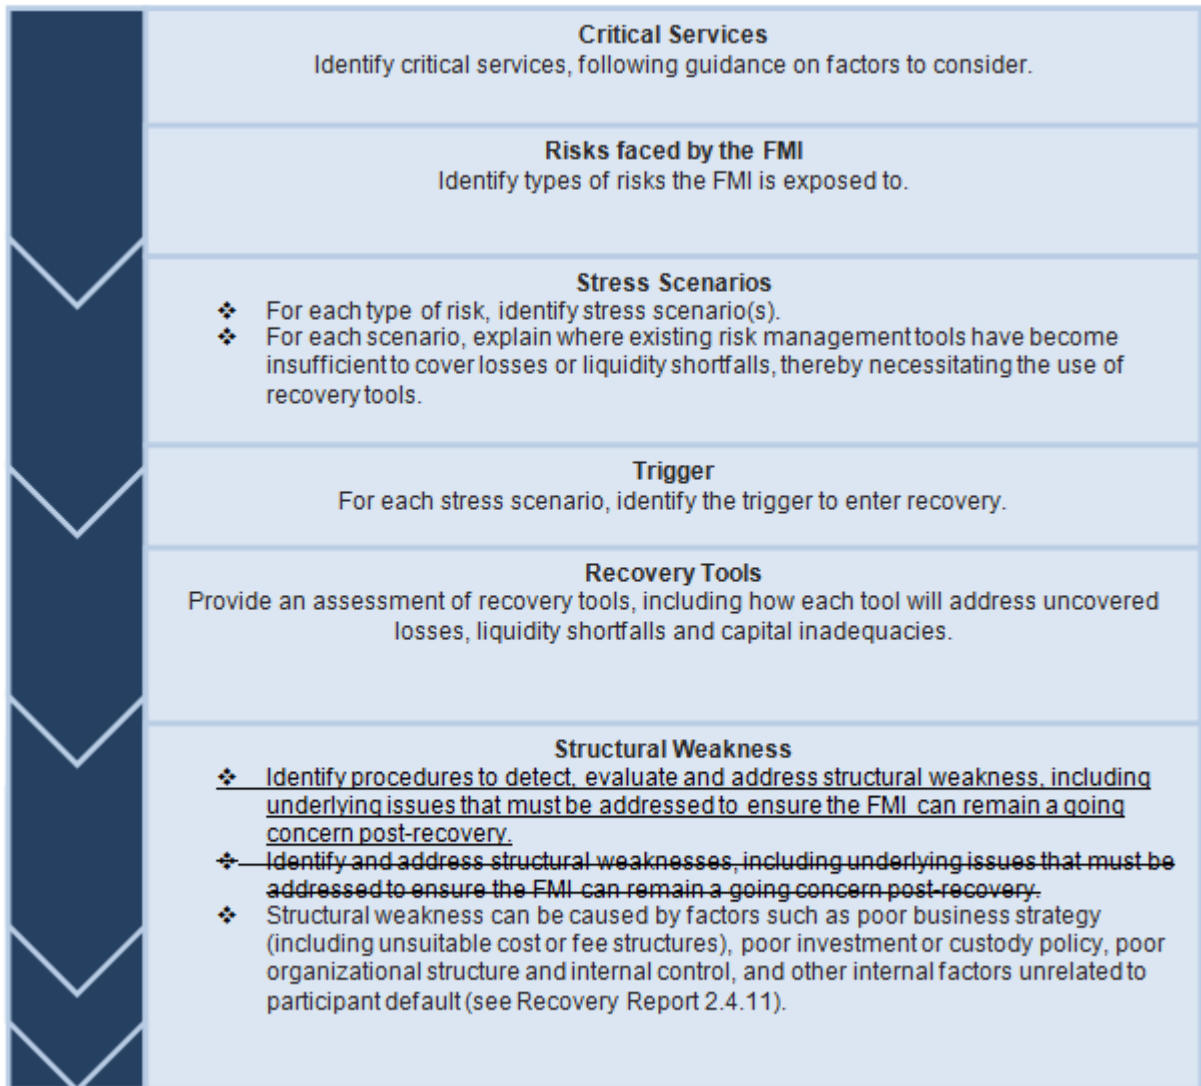 Critical Services
Identify critical services, following guidance on factors to consider.
Risks faced by the FMI
Identify types of risks the FMI is exposed to.
Stress Scenarios
❖ For each type of risk, identify stress scenario(s).
❖ For each scenario, explain where existing risk management tools have become
insufficient to cover losses or liquidity shortfalls, thereby necessitating the use of
recovery tools.
Trigger
For each stress scenario, identify the trigger to enter recovery.
Recovery Tools
Provide an assessment of recovery tools, including how each tool will address uncovered
losses, liquidity shortfalls and capital inadequacies.
Structural Weakness
❖ Identify procedures to detect, evaluate and address structural weakness, including
underlying issues that must be addressed to ensure the FMI can remain a going
concern post-recovery.
❖ Identify and address structural weaknesses, including underlying issues that must be
addressed to ensure the FMI can remain a going concern post-recovery.
❖ Structural weakness can be caused by factors such as poor business strategy
(including unsuitable cost or fee structures), poor investment or custody policy, poor
organizational structure and internal control, and other internal factors unrelated to
participant default (see Recovery Report 2.4.11).